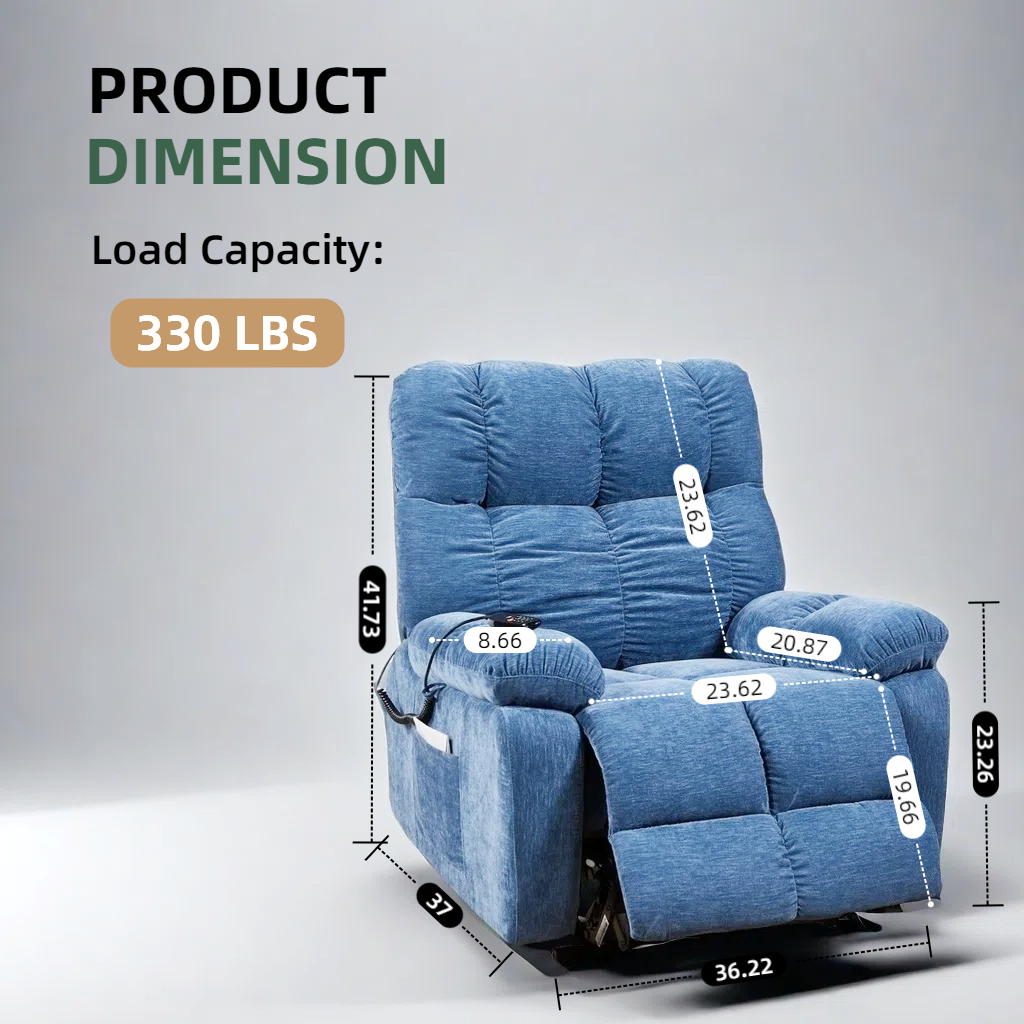 PRODUCT
DIMENSION
Load Capacity:
330 LBS
23.62
41.73
8.66
20.87
23.62
23.26
19.66
37
36.22